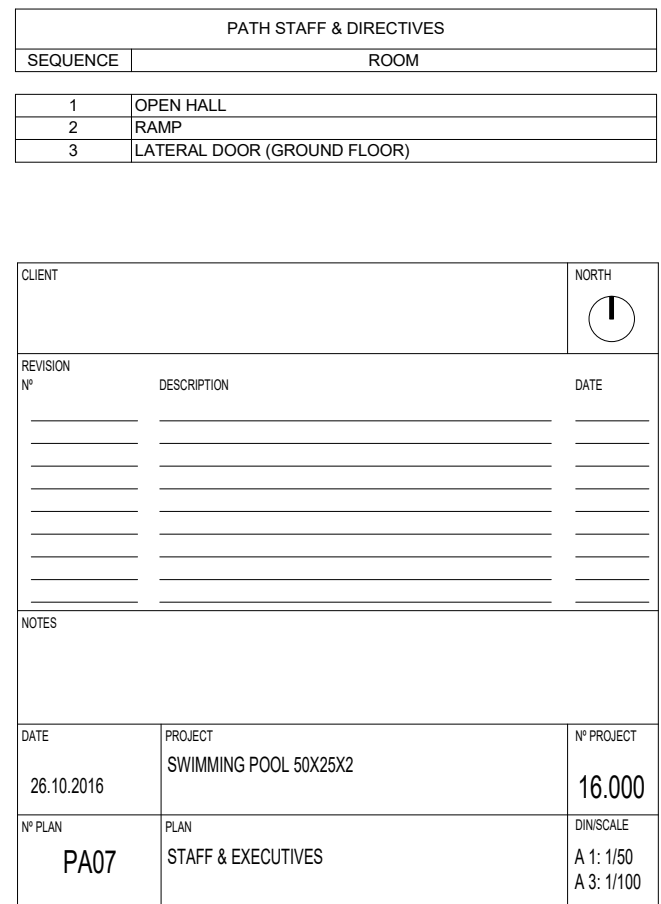 PATH STAFF & DIRECTIVES
SEQUENCE ROOM
1 OPEN HALL
2 RAMP
3 LATERAL DOOR (GROUND FLOOR)
CLIENT NORTH
REVISION
Nº DESCRIPTION DATE
NOTES
DATE PROJECT Nº PROJECT
SWIMMING POOL 50X25X2
26.10.2016 16.000
Nº PLAN PLAN DIN/SCALE
PA07 STAFF & EXECUTIVES A 1: 1/50
A 3: 1/100